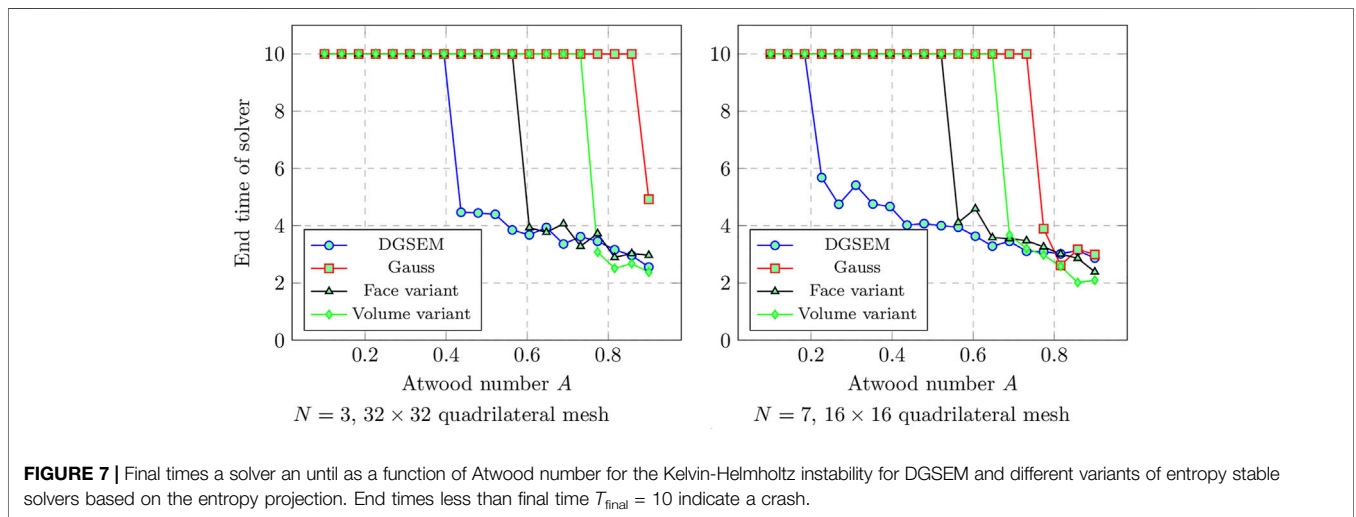 10
8
6
4
2
0
End time of solver
DGSEM
Gauss
Face variant
Volume variant
0.2 0.4 0.6 0.8
Atwood number A
N = 3, 32 × 32 quadrilateral mesh
10
8
6
4
2
0
DGSEM
Gauss
Face variant
Volume variant
0.2 0.4 0.6 0.8
Atwood number A
N = 7, 16 × 16 quadrilateral mesh
FIGURE 7 | Final times a solver an until as a function of Atwood number for the Kelvin-Helmholtz instability for DGSEM and different variants of entropy stable
solvers based on the entropy projection. End times less than final time T_final = 10 indicate a crash.